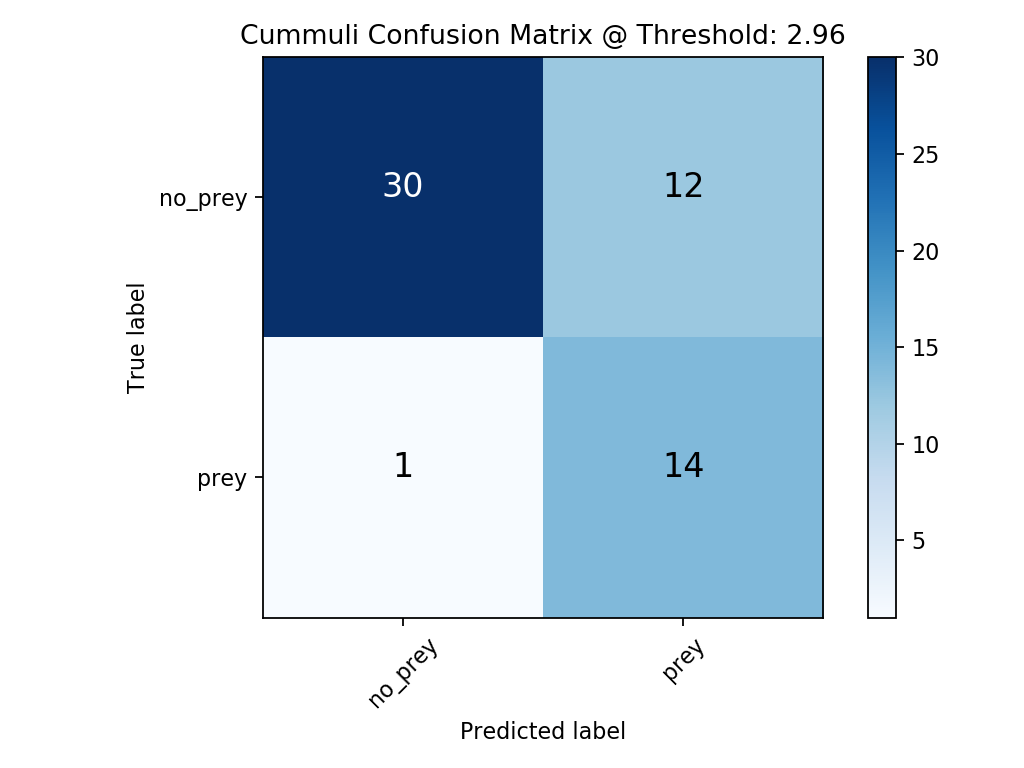 Cummuli Confusion Matrix @ Threshold: 2.96
30
12
1
14
no_prey
prey
True label
no_prey
prey
Predicted label
30
25
20
15
10
5